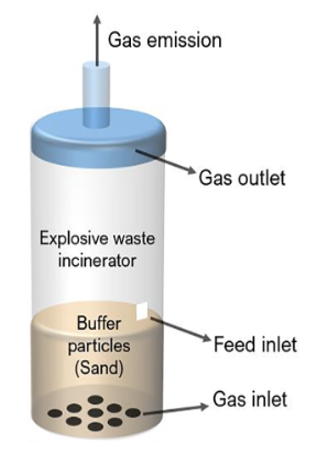 Gas emission
Gas outlet
Explosive waste
incinerator
Buffer
particles
(Sand)
Feed inlet
Gas inlet